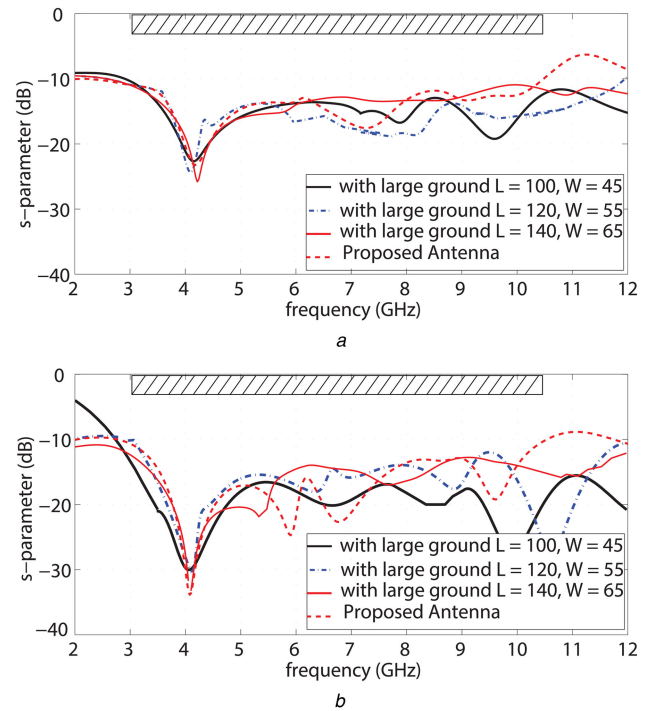 0
−10
−20
−30
−40
s-parameter (dB)
with large ground L = 100, W = 45
with large ground L = 120, W = 55
with large ground L = 140, W = 65
Proposed Antenna
2 3 4 5 6 7 8 9 10 11 12
frequency (GHz)
a
0
−10
−20
−30
−40
s-parameter (dB)
with large ground L = 100, W = 45
with large ground L = 120, W = 55
with large ground L = 140, W = 65
Proposed Antenna
2 3 4 5 6 7 8 9 10 11 12
frequency (GHz)
b